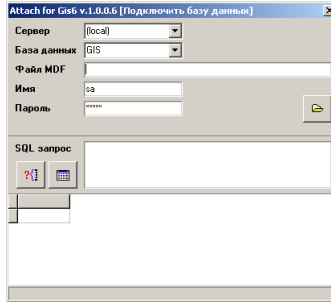 Attach for Gis6 v.1.0.0.6 [Подключить базу данных]
Сервер (local)
База данных GIS
Файл MDF
Имя sa
Пароль *****
SQL запрос